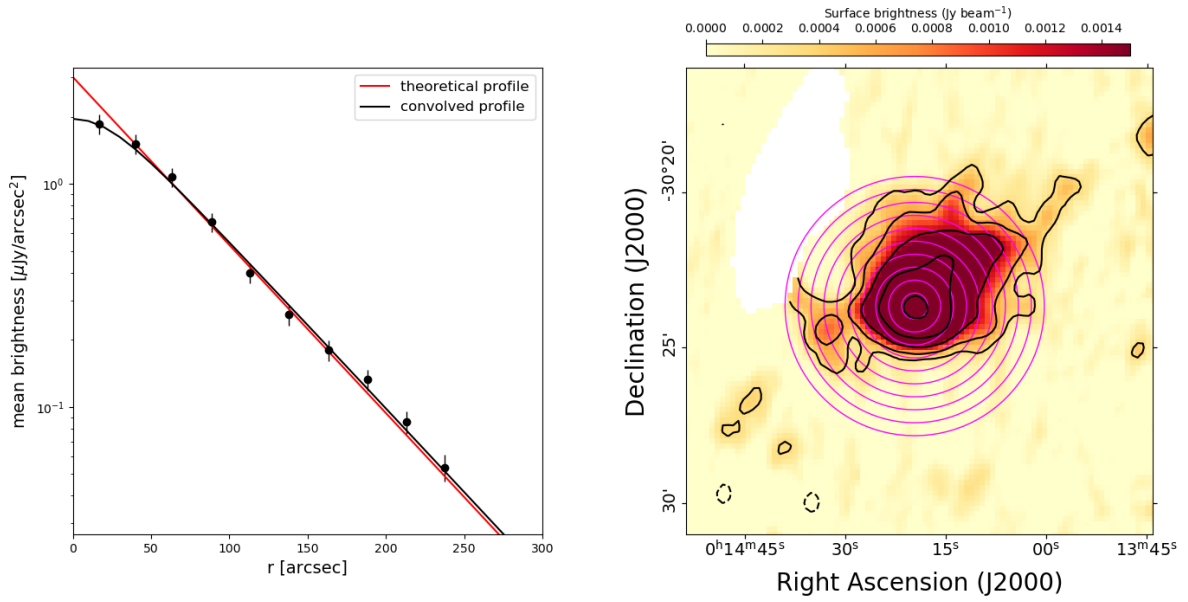 theoretical profile
convolved profile
mean brightness [μJy/arcsec²]
10⁰
10⁻¹
0
50
100
150
200
250
300
r [arcsec]
Surface brightness (Jy beam⁻¹)
0.0000 0.0002 0.0004 0.0006 0.0008 0.0010 0.0012 0.0014
Declination (J2000)
-30°20'
25'
30'
0ʰ14ᵐ45ˢ 30ˢ 15ˢ 00ˢ 13ᵐ45ˢ
Right Ascension (J2000)